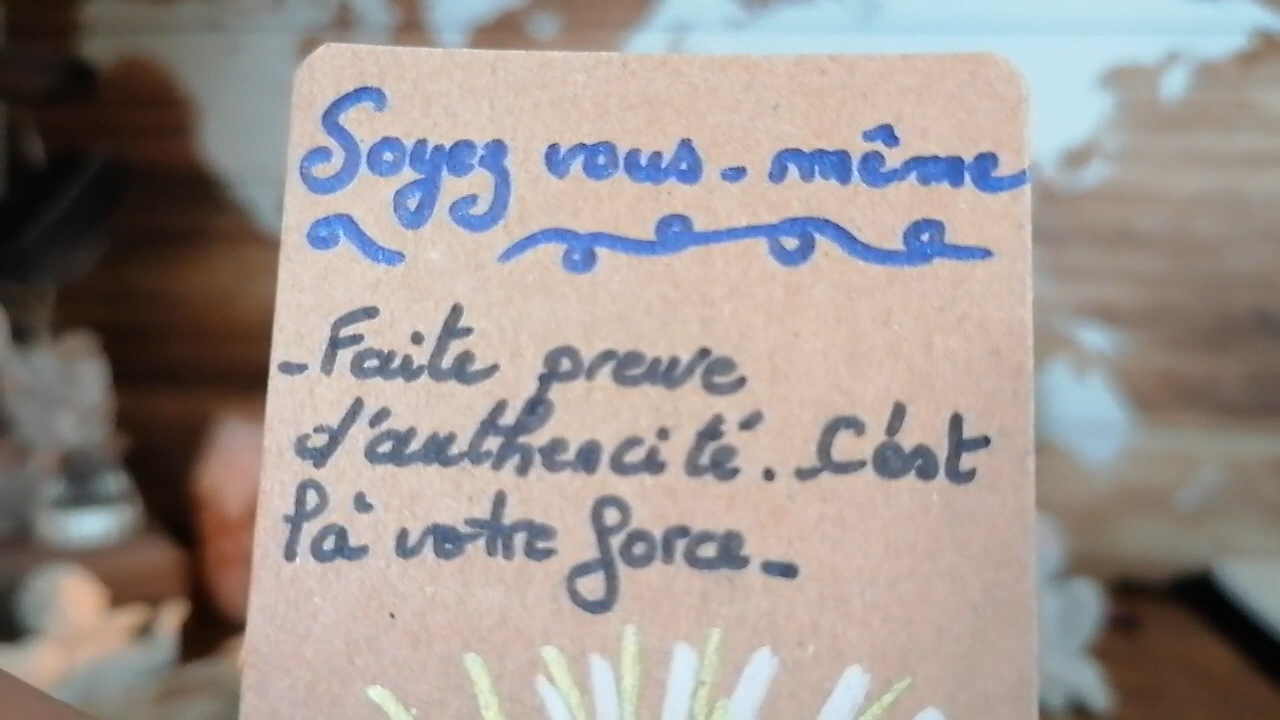 Soyez vous-même
-Faite preuve
d'authencité. C'est
là votre force-